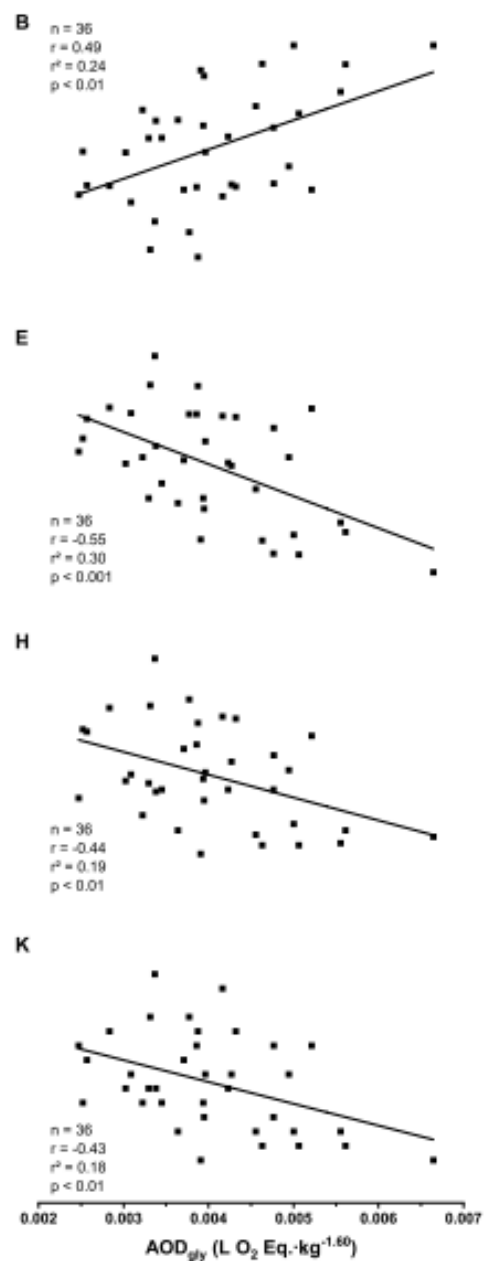 B
n = 36
r = 0.49
r² = 0.24
p < 0.01
E
n = 36
r = -0.55
r² = 0.30
p < 0.001
H
n = 36
r = -0.44
r² = 0.19
p < 0.01
K
n = 36
r = -0.43
r² = 0.18
p < 0.01
0.002 0.003 0.004 0.005 0.006 0.007
AOD_gly (L O₂ Eq.·kg⁻¹·⁶⁰)